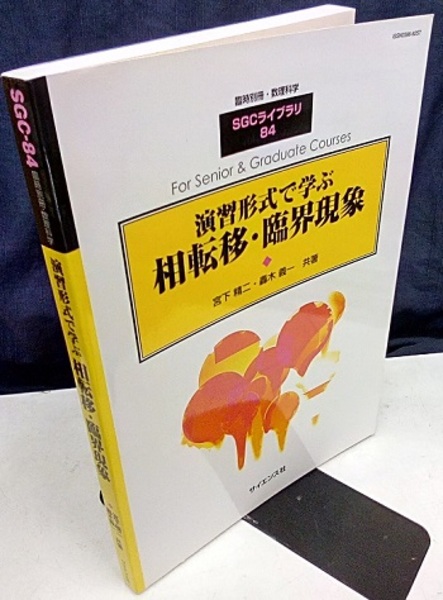 臨時別冊・数理科学
SGCライブラリ
84
For Senior & Graduate Courses
演習形式で学ぶ
相転移・臨界現象
宮下 精二・轟木 義一 共著
サイエンス社
SGC-84
演習形式で学ぶ 相転移・臨界現象